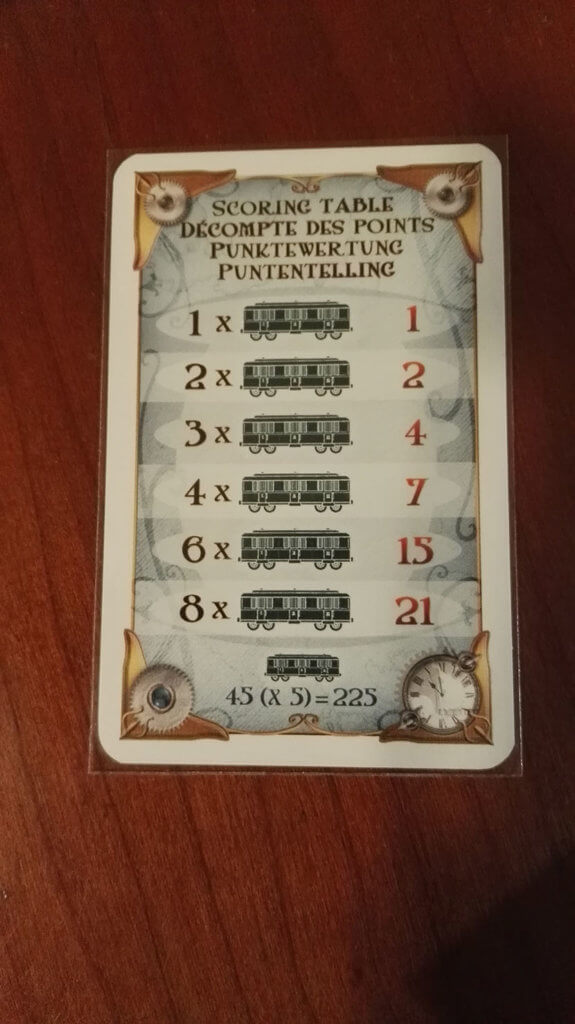 SCORING TABLE
DÉCOMPTE DES POINTS
PUNKTEWERTUNG
PUNTENTELLING
1 x 1
2 x 2
3 x 4
4 x 7
6 x 15
8 x 21
45 (x 5) = 225